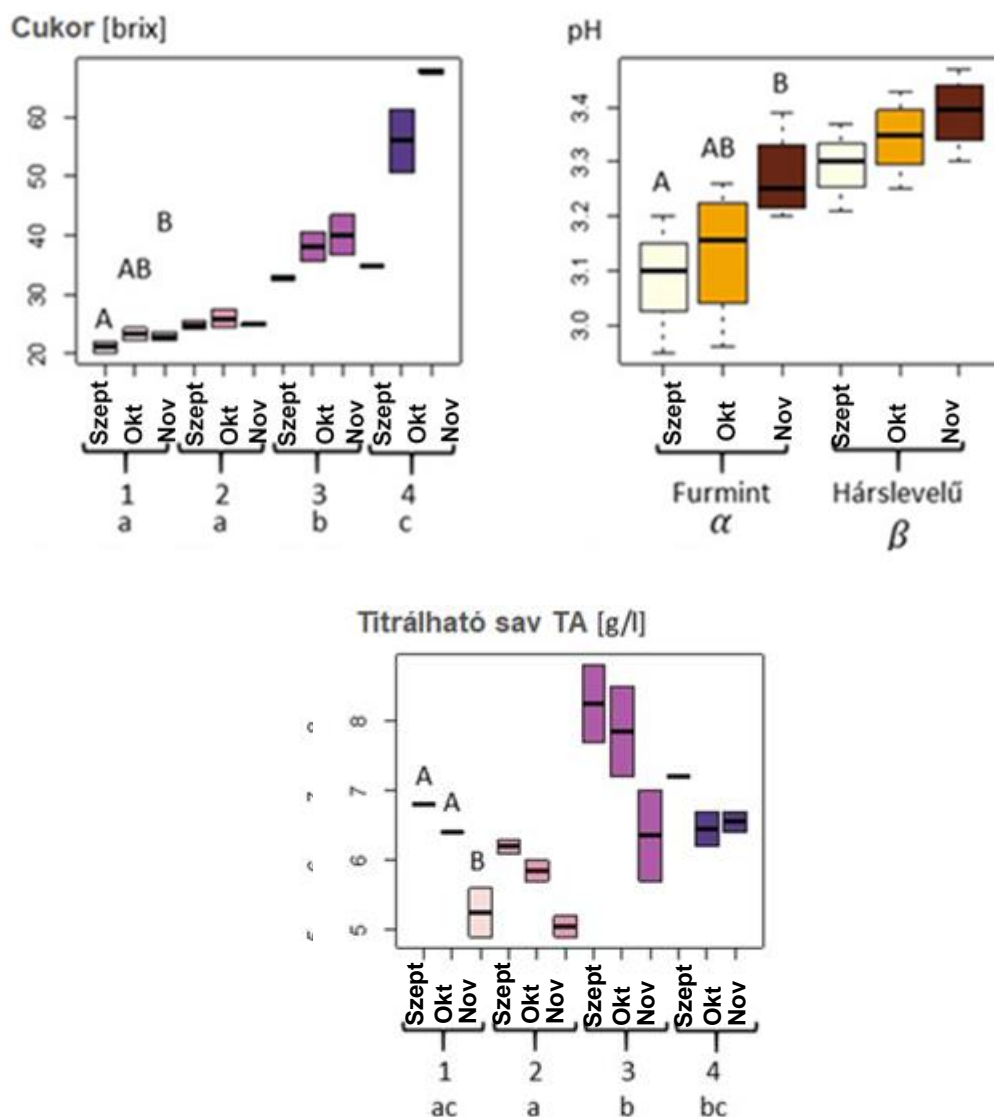 Cukor [brix]
60
50
40
30
20
A
AB
B
Szept
Okt
Nov
Szept
Okt
Nov
Szept
Okt
Nov
Szept
Okt
Nov
1
2
3
4
a
a
b
c
pH
3.4
3.3
3.2
3.1
3.0
A
AB
B
Szept
Okt
Nov
Szept
Okt
Nov
Furmint
Hárslevelű
α
β
Titrálható sav TA [g/l]
8
7
6
5
A
A
B
Szept
Okt
Nov
Szept
Okt
Nov
Szept
Okt
Nov
Szept
Okt
Nov
1
2
3
4
ac
a
b
bc